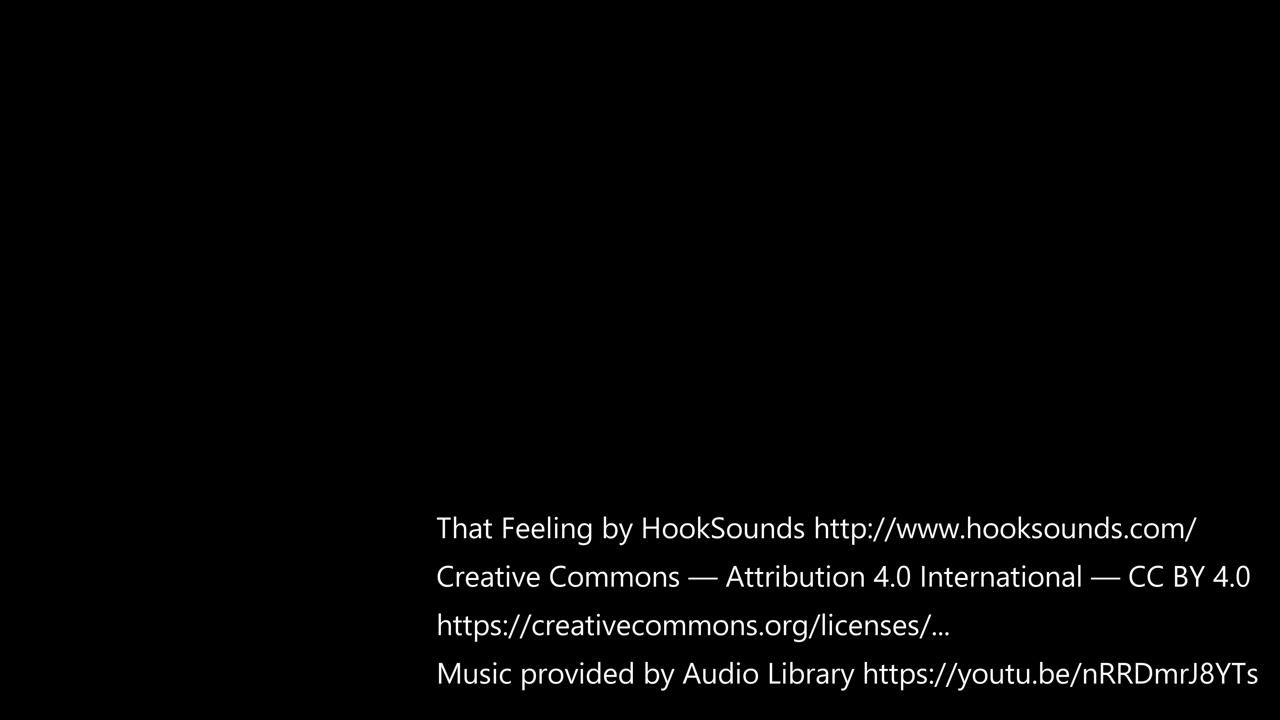 That Feeling by HookSounds http://www.hooksounds.com/
Creative Commons — Attribution 4.0 International — CC BY 4.0
https://creativecommons.org/licenses/...
Music provided by Audio Library https://youtu.be/nRRDmrJ8YTs